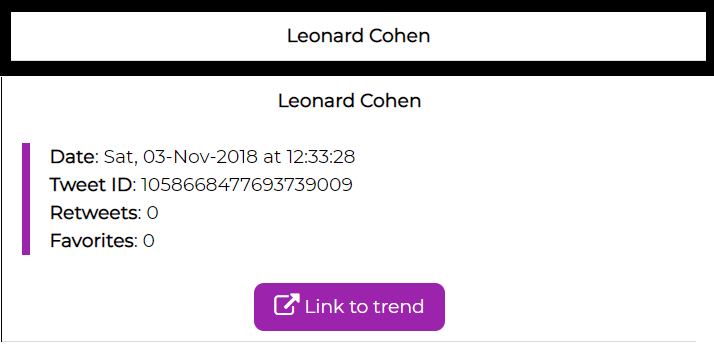 Leonard Cohen
Leonard Cohen
Date: Sat, 03-Nov-2018 at 12:33:28
Tweet ID: 1058668477693739009
Retweets: 0
Favorites: 0
Link to trend